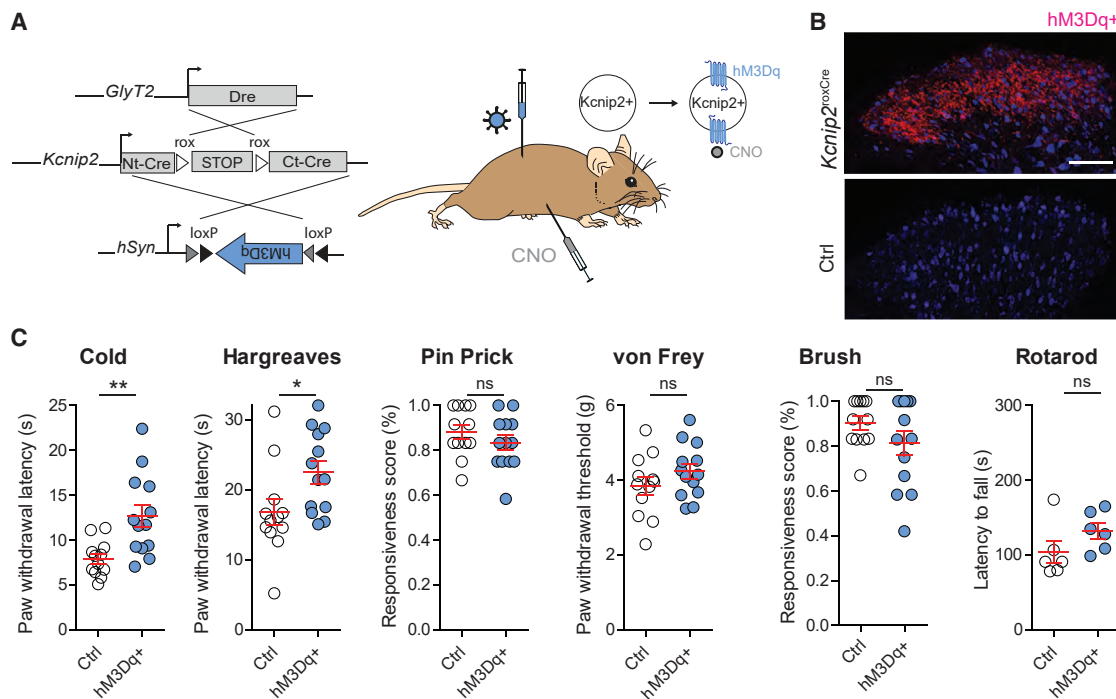 A
GlyT2
Dre
rox
rox
Kcnip2
Nt-Cre
STOP
Ct-Cre
loxP
loxP
hSyn
hM3Dq
CNO
Kcnip2+
Kcnip2+
hM3Dq
CNO
B
hM3Dq+
Kcnip2roxCre
Ctrl
C
Cold
Paw withdrawal latency (s)
25
20
15
10
5
0
**
Ctrl
hM3Dq+
Hargreaves
Paw withdrawal latency (s)
30
20
10
0
*
Ctrl
hM3Dq+
Pin Prick
Responsiveness score (%)
1.0
0.8
0.6
0.4
0.2
0.0
ns
Ctrl
hM3Dq+
von Frey
Paw withdrawal threshold (g)
6
4
2
0
ns
Ctrl
hM3Dq+
Brush
Responsiveness score (%)
1.0
0.8
0.6
0.4
0.2
0.0
ns
Ctrl
hM3Dq+
Rotarod
Latency to fall (s)
300
200
100
0
ns
Ctrl
hM3Dq+